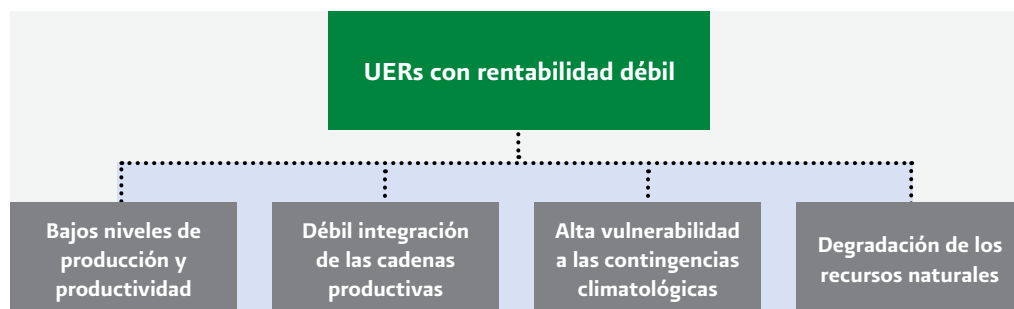 UERs con rentabilidad débil
Bajos niveles de
producción y
productividad
Débil integración
de las cadenas
productivas
Alta vulnerabilidad
a las contingencias
climatológicas
Degradación de los
recursos naturales